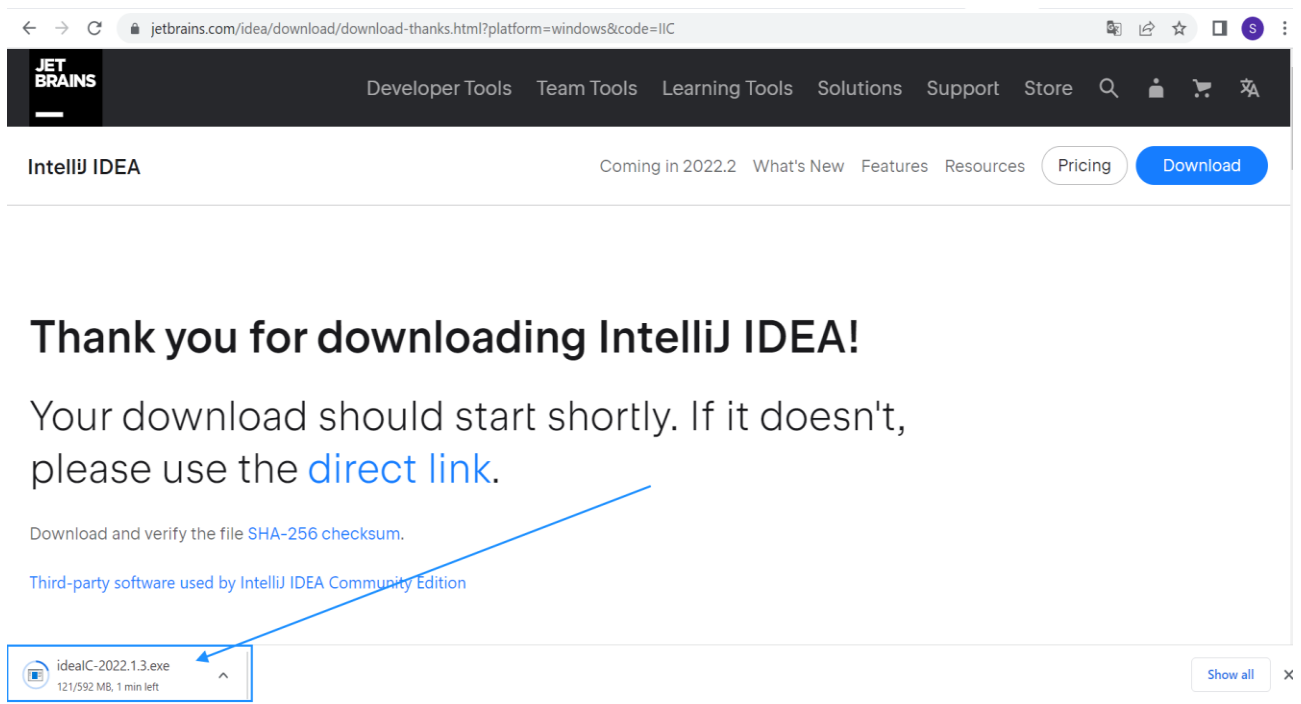 jetbrains.com/idea/download/download-thanks.html?platform=windows&code=IIC
S
JET
BRAINS
Developer Tools Team Tools Learning Tools Solutions Support Store
IntelliJ IDEA
Coming in 2022.2 What's New Features Resources Pricing Download
Thank you for downloading IntelliJ IDEA!
Your download should start shortly. If it doesn't,
please use the direct link.
Download and verify the file SHA-256 checksum.
Third-party software used by IntelliJ IDEA Community Edition
ideaIC-2022.1.3.exe
121/592 MB, 1 min left
Show all